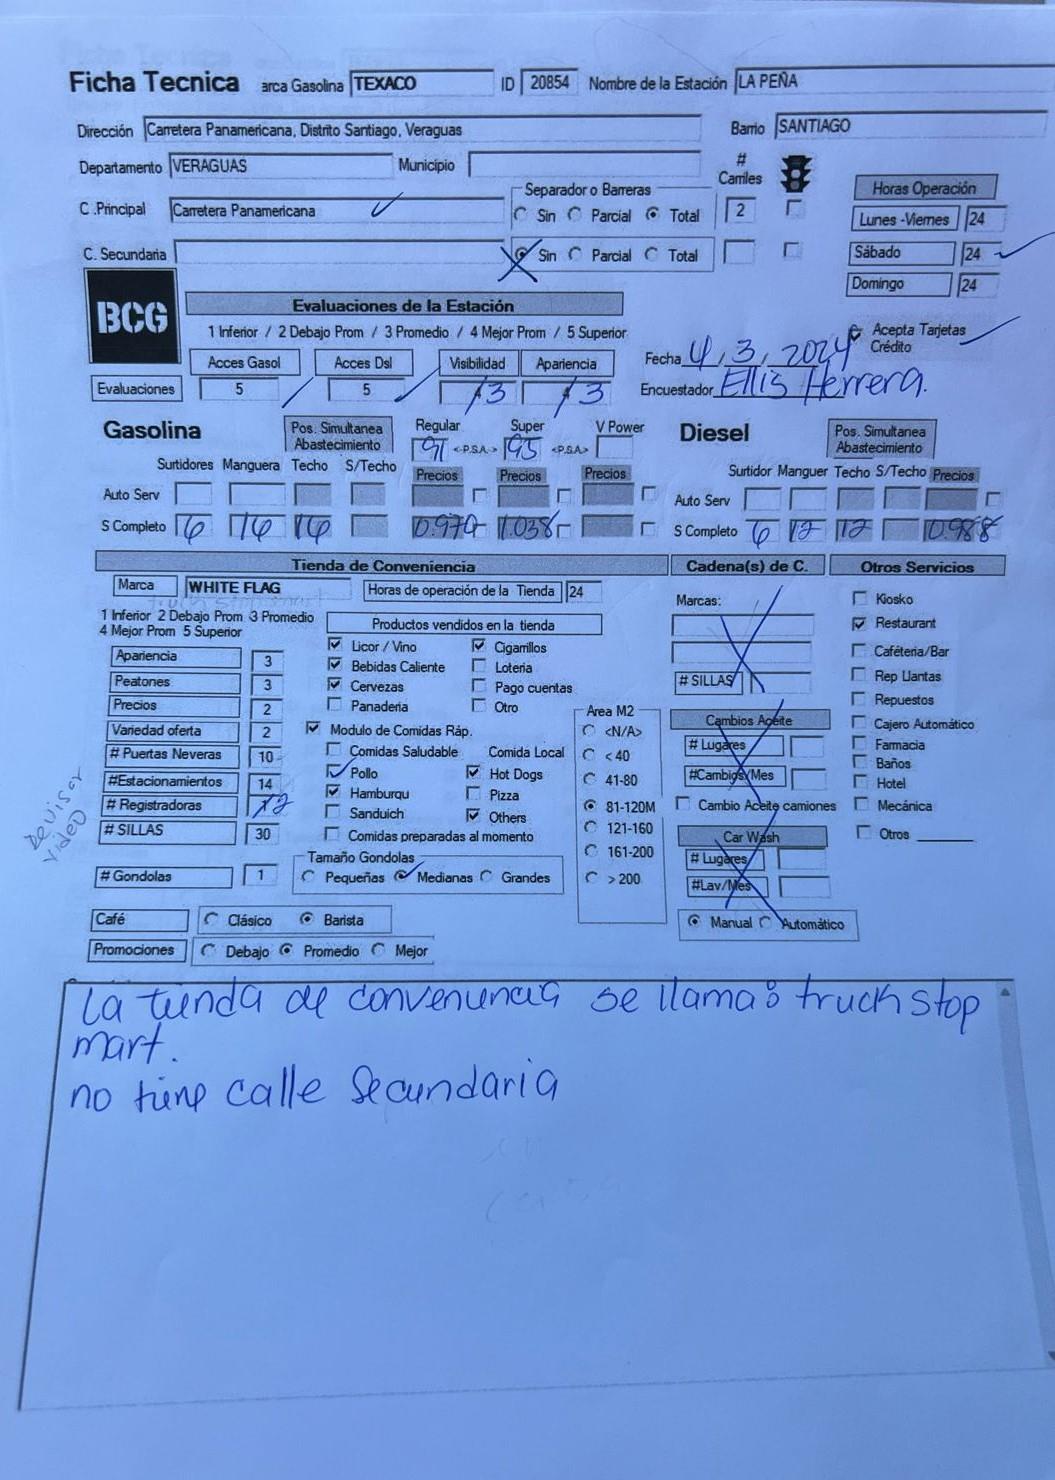 Ficha Tecnica arca Gasolina TEXACO ID 20854 Nombre de la Estación LA PEÑA
Dirección Carretera Panamericana, Distrito Santiago, Veraguas Barrio SANTIAGO
Departamento VERAGUAS Municipio # Carriles
Separador o Barreras Horas Operación
C .Principal Carretera Panamericana Sin Parcial Total 2 Lunes -Viernes 24
C. Secundaria Sin Parcial Total Sábado 24
Domingo 24
BCG Evaluaciones de la Estación
1 Inferior / 2 Debajo Prom / 3 Promedio / 4 Mejor Prom / 5 Superior
Acepta Tarjetas Crédito
Acces Gasol Acces Dsl Visibilidad Apariencia Fecha 4, 3, 2024
Evaluaciones 5 5 3 3 Encuestador Ellis Herrera.
Gasolina Pos. Simultanea Abastecimiento Regular Super V Power Diesel Pos. Simultanea Abastecimiento
91 <-P.S.A.-> 95 <-P.S.A->
Surtidores Manguera Techo S/Techo Precios Precios Precios Surtidor Manguer Techo S/Techo Precios
Auto Serv Auto Serv
S Completo 6 16 16 0.979 1.038 S Completo 6 12 12 0.988
Tienda de Conveniencia Cadena(s) de C. Otros Servicios
Marca WHITE FLAG Horas de operación de la Tienda 24 Marcas: Kiosko
1 Inferior 2 Debajo Prom 3 Promedio
4 Mejor Prom 5 Superior
Productos vendidos en la tienda Restaurant
Licor / Vino Cigarrillos Caféteria/Bar
Apariencia 3 Bebidas Caliente Loteria
Peatones 3 Cervezas Pago cuentas # SILLAS Rep Llantas
Precios 2 Panaderia Otro Area M2 Repuestos
Variedad oferta 2 Modulo de Comidas Ráp. <N/A> Cambios Aceite Cajero Automático
# Puertas Neveras 10 Comidas Saludable Comida Local < 40 # Lugares Farmacia
Baños
#Estacionamientos 14 Pollo Hot Dogs 41-80 #Cambios/Mes Hotel
# Registradoras 2 Hamburqu Pizza 81-120M Cambio Aceite camiones Mecánica
# SILLAS 30 Sanduich Others 121-160 Car Wash Otros
Comidas preparadas al momento 161-200 # Lugares
Tamaño Gondolas
# Gondolas 1 Pequeñas Medianas Grandes > 200 #Lav/Mes
Café Clásico Barista Manual Automático
Promociones Debajo Promedio Mejor
La tienda de convenencia se llama: truck stop
mart.
no tiene calle Secundaria